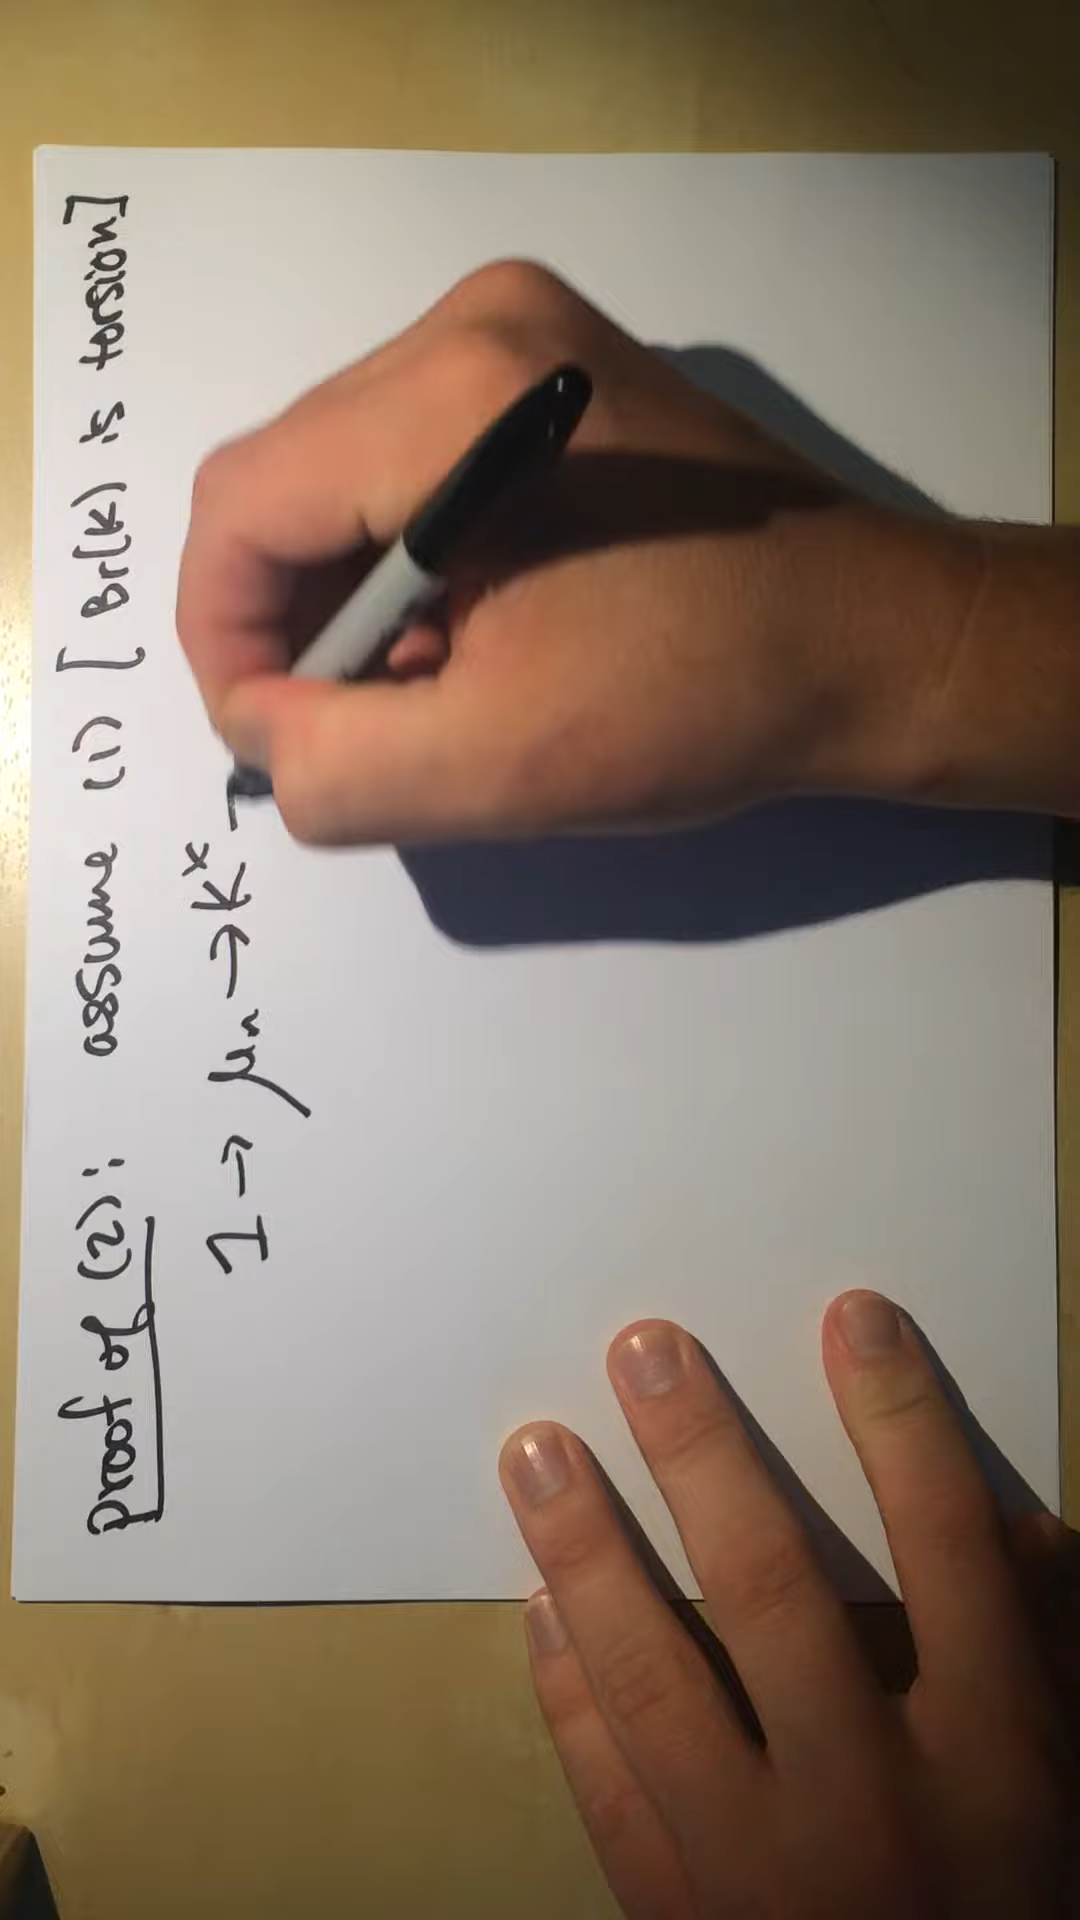 proof of (2): assume (1) [Br(K) is torsion]
1 → μₙ → K^× →